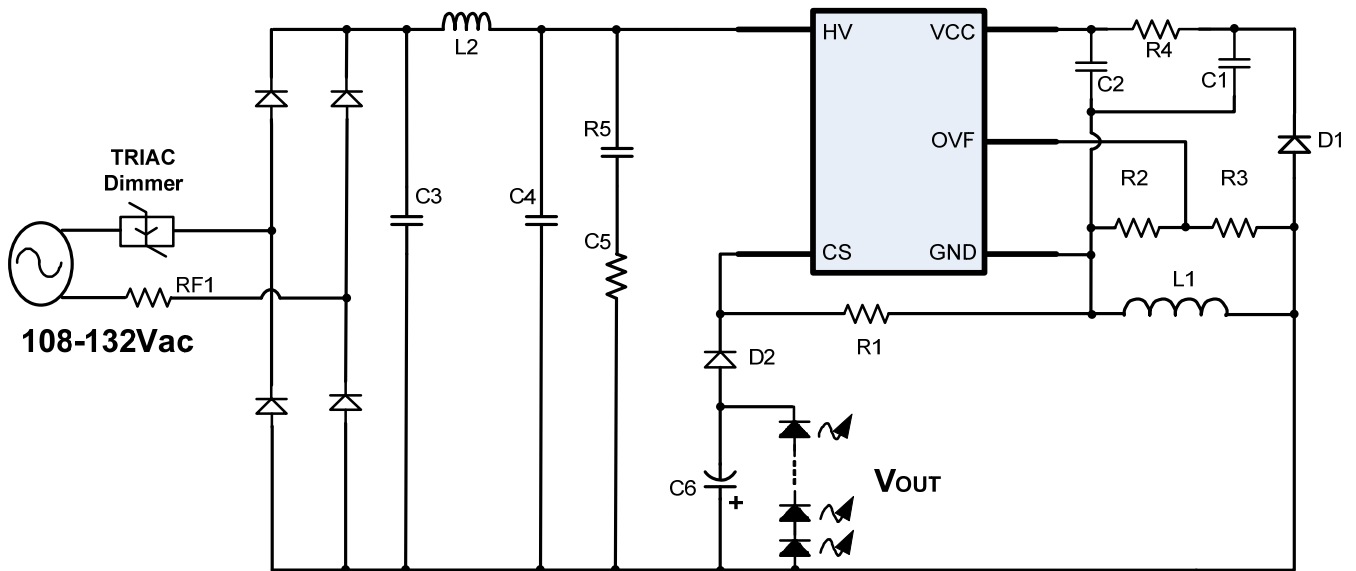 L2
HV
VCC
R4
C2
C1
R5
OVF
D1
TRIAC
Dimmer
R2
R3
C3
C4
C5
CS
GND
RF1
L1
108-132Vac
R1
D2
VOUT
C6
+